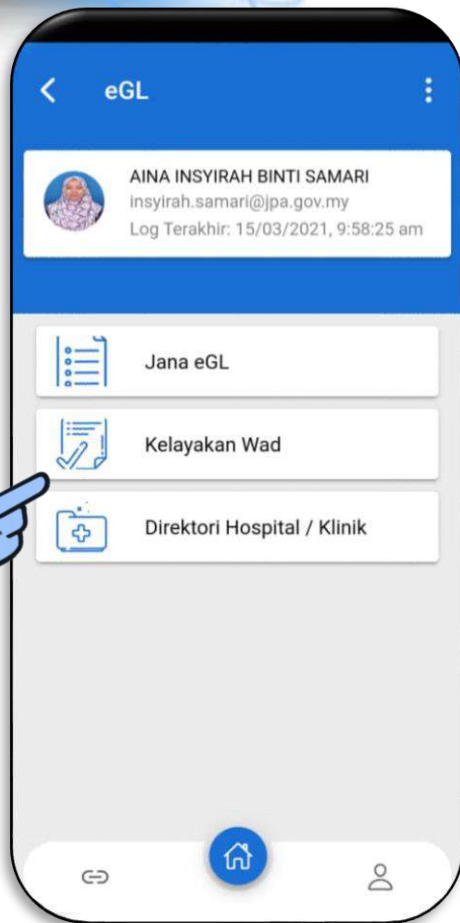 eGL
AINA INSYIRAH BINTI SAMARI
insyirah.samari@jpa.gov.my
Log Terakhir: 15/03/2021, 9:58:25 am
Jana eGL
Kelayakan Wad
Direktori Hospital / Klinik